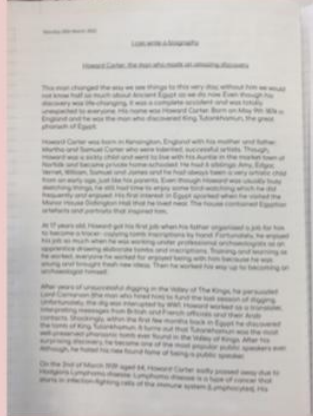 I can write a biography
Howard Carter, the man who made an amazing discovery
This man changed the way we see things to this very day; without him we would
not know half so much about Ancient Egypt as we do now. Even though his
discovery was life-changing, it was a complete accident and was totally
unexpected to everyone. His name was Howard Carter. Born on May 9th 1874 in
England and he was the man who discovered King Tutankhamun, the great
pharaoh of Egypt.
Howard Carter was born in Kensington, England with his mother and father:
Martha and Samuel Carter who were talented, successful artists. Though
Howard was a sickly child and went to live with his Auntie in the market town of
Norfolk and became private home-schooled. He had 8 siblings: Amy, Edgar,
Vernet, William, Samuel and James and he had always been a very artistic child
from an early age, just like his parents. Even though Howard was usually busy
sketching things, he still had time to enjoy some bird watching which he did
frequently and enjoyed. His first interest in Egypt sparked when he visited the
Manor House Didlington Hall that he lived near. The house contained Egyptian
artefacts and portraits that inspired him.
At 17 years old, Howard got his first job when his father organised a job for him
to become a tracer: copying tomb inscriptions by hand. Fortunately, he enjoyed
his job so much when he was working under professional archaeologists as an
apprentice drawing elaborate tombs and inscriptions. Training and learning as
he worked, everyone he worked for enjoyed being with him because he was
young and brought fresh new ideas. Then he worked his way up to becoming an
archaeologist himself.
After years of unsuccessful digging in the Valley of The Kings, he persuaded
Lord Carnarvon (the man who hired him) to fund the last season of digging.
Unfortunately, the dig was interrupted by WW1. Howard worked as a translator,
interpreting messages from British and French officials and their Arab
contacts. Shockingly, within the first few months back in Egypt he discovered
the tomb of King Tutankhamun. It turns out that Tutankhamun was the most
well-preserved pharaonic tomb ever found in the Valley of Kings. After his
surprising discovery, he became one of the most popular public speakers ever.
Although, he hated his new found fame of being a public speaker.
On the 2nd of March 1939 aged 64, Howard Carter sadly passed away due to
Hodgkins Lymphoma disease. Lymphoma disease is a type of cancer that
starts in infection-fighting cells of the immune system (Lymphocytes). His